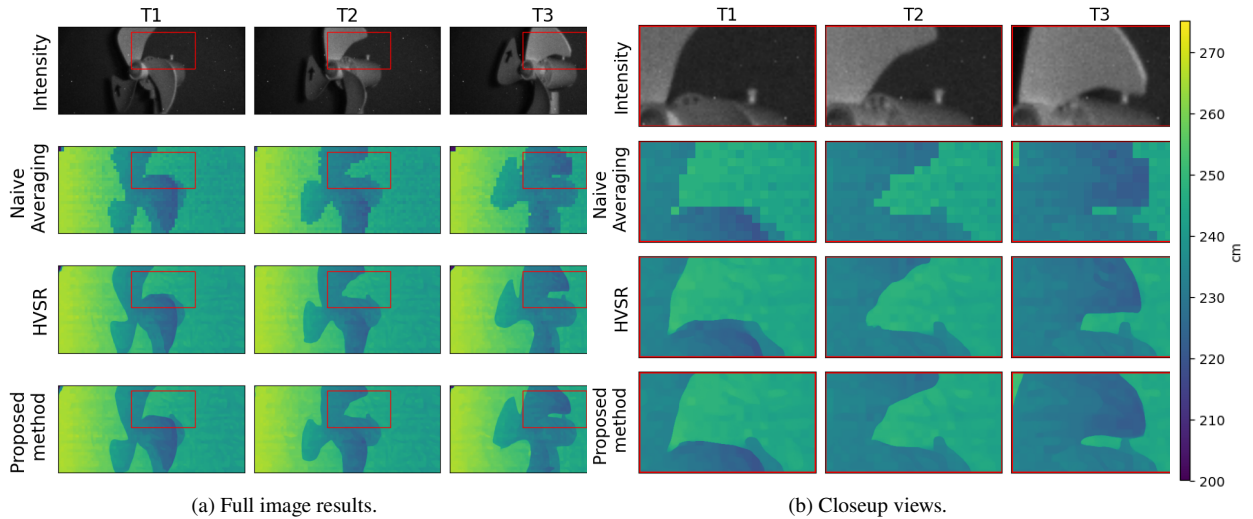 T1 T2 T3
Intensity
Naive
Averaging
HVSR
Proposed
method
(a) Full image results.
T1 T2 T3
Intensity
Naive
Averaging
HVSR
Proposed
method
(b) Closeup views.
270
260
250
240
230
220
210
200
cm